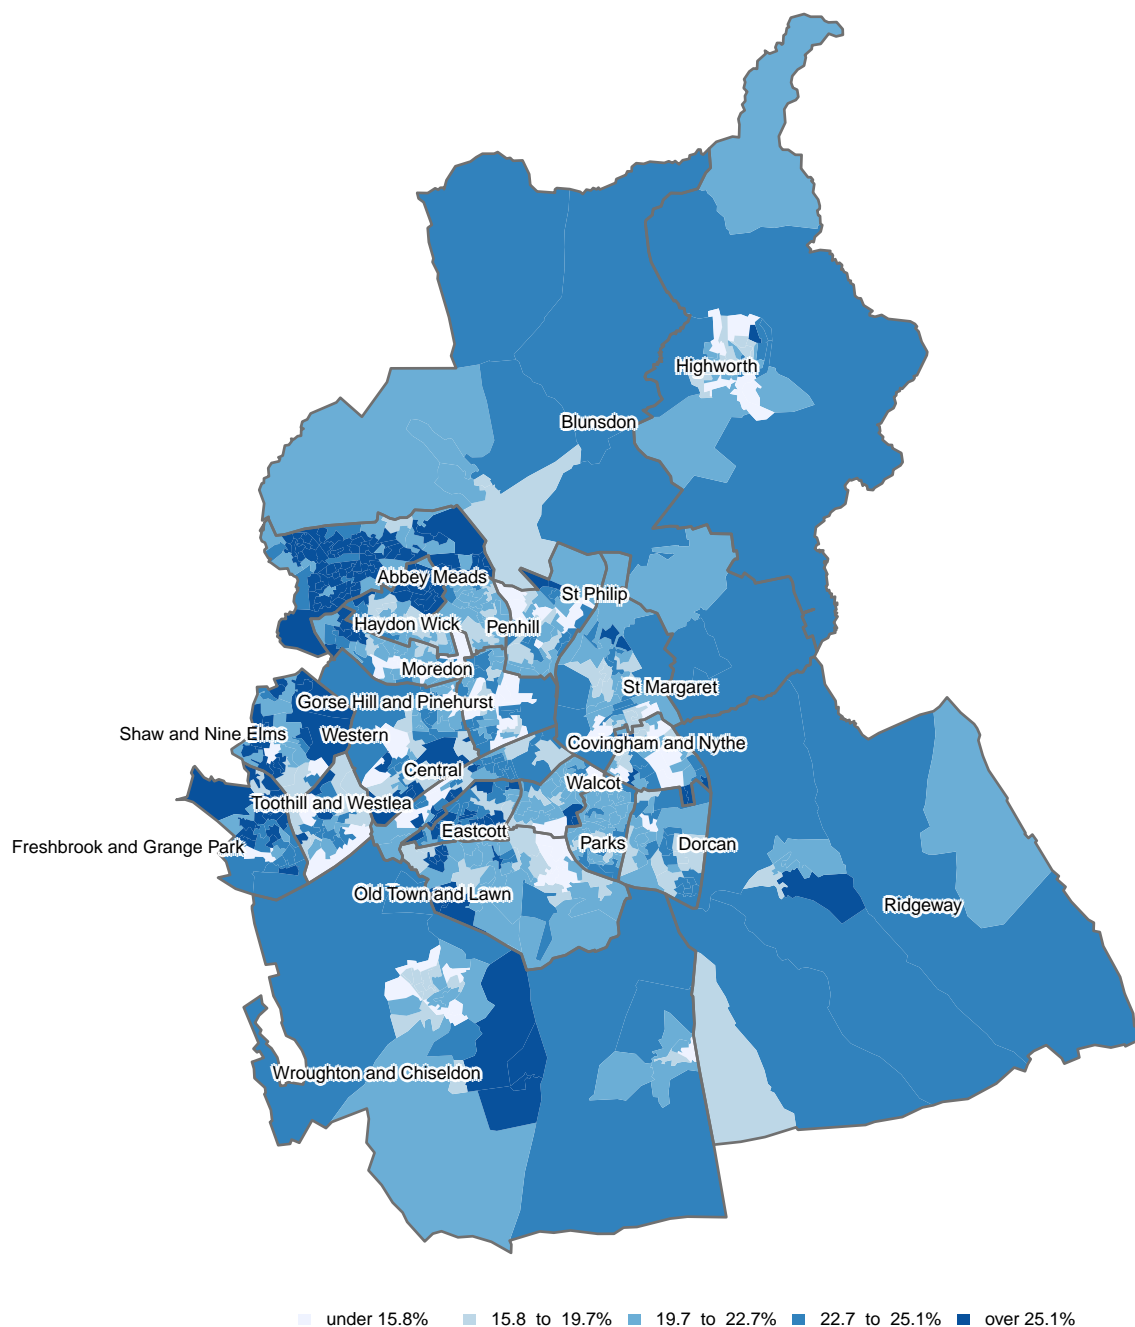 Highworth
Blunsdon
Abbey Meads
St Philip
Haydon Wick
Penhill
Moredon
St Margaret
Gorse Hill and Pinehurst
Shaw and Nine Elms
Western
Covingham and Nythe
Central
Walcot
Toothill and Westlea
Eastcott
Parks
Dorcan
Freshbrook and Grange Park
Old Town and Lawn
Ridgeway
Wroughton and Chiseldon
under 15.8% 15.8 to 19.7% 19.7 to 22.7% 22.7 to 25.1% over 25.1%